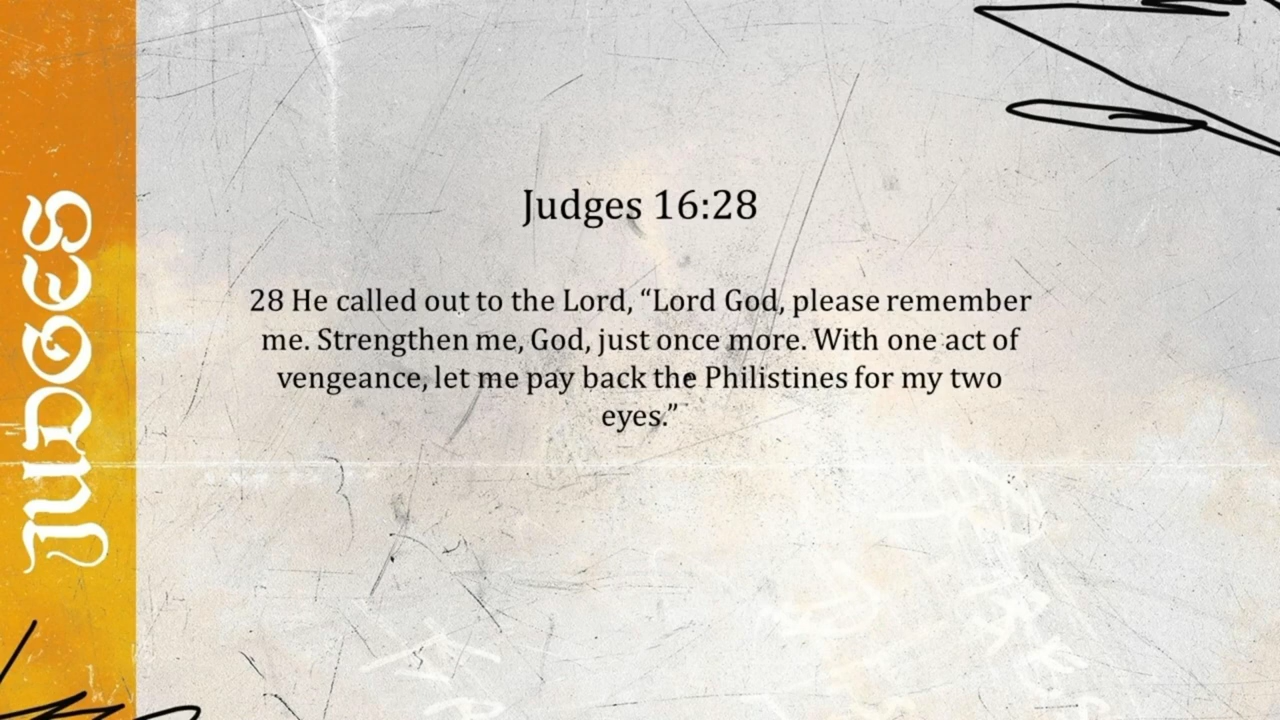 JUDGES
Judges 16:28
28 He called out to the Lord, “Lord God, please remember
me. Strengthen me, God, just once more. With one act of
vengeance, let me pay back the Philistines for my two
eyes.”